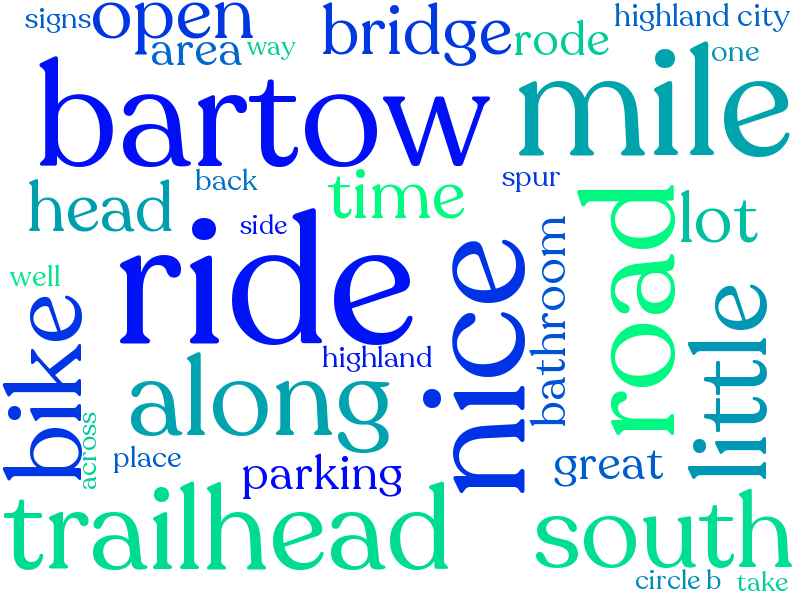 signs
open
area
way
bridge
rode
highland city
one
bartow
mile
head
back
time
spur
side
road
lot
well
ride
nice
bathroom
little
bike
highland
along
across
place
parking
great
trailhead
south
circle b
take